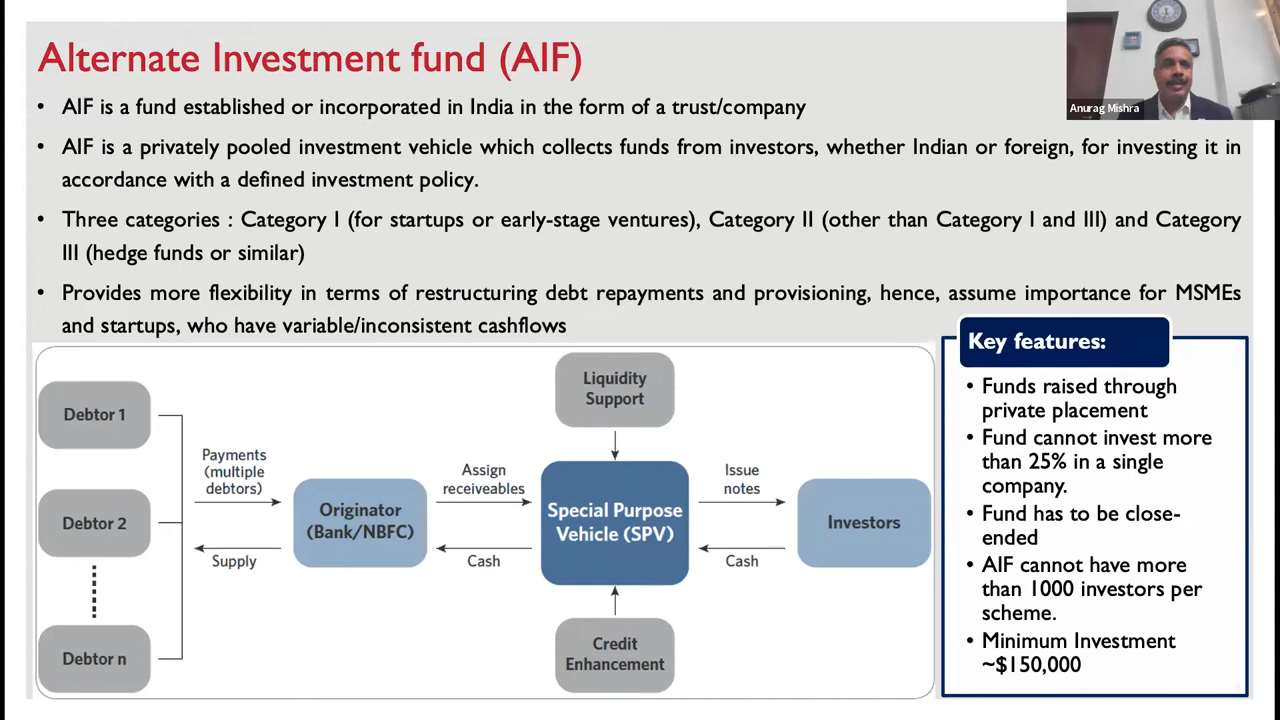 Alternate Investment fund (AIF)
Anurag Mishra
• AIF is a fund established or incorporated in India in the form of a trust/company
• AIF is a privately pooled investment vehicle which collects funds from investors, whether Indian or foreign, for investing it in
accordance with a defined investment policy.
• Three categories : Category I (for startups or early-stage ventures), Category II (other than Category I and III) and Category
III (hedge funds or similar)
• Provides more flexibility in terms of restructuring debt repayments and provisioning, hence, assume importance for MSMEs
and startups, who have variable/inconsistent cashflows
Debtor 1
Debtor 2
Debtor n
Payments
(multiple
debtors)
Supply
Originator
(Bank/NBFC)
Assign
receiveables
Cash
Liquidity
Support
Special Purpose
Vehicle (SPV)
Credit
Enhancement
Issue
notes
Cash
Investors
Key features:
• Funds raised through
private placement
• Fund cannot invest more
than 25% in a single
company.
• Fund has to be close-
ended
• AIF cannot have more
than 1000 investors per
scheme.
• Minimum Investment
~$150,000